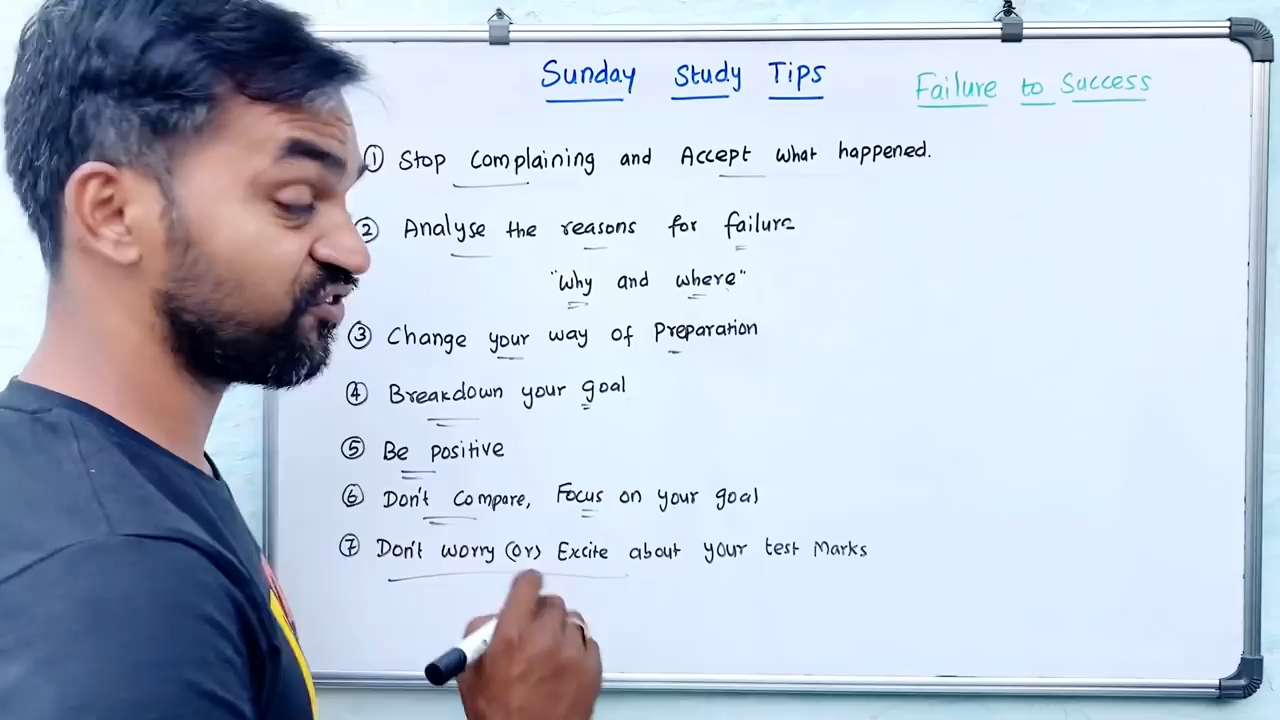 Sunday Study Tips
Failure to Success
① Stop Complaining and Accept what happened.
② Analyse the reasons for failure
"Why and where"
③ Change your way of Preparation
④ Breakdown your goal
⑤ Be positive
⑥ Don't Compare, Focus on your goal
⑦ Don't worry (or) Excite about your test Marks